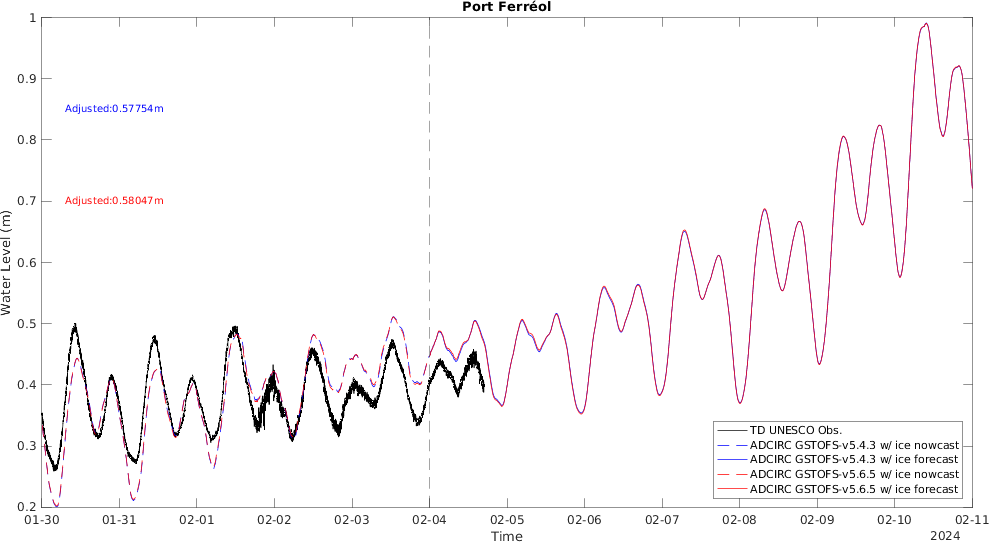 Port Ferréol
Water Level (m)
1
0.9
0.8
0.7
0.6
0.5
0.4
0.3
0.2
Adjusted:0.57754m
Adjusted:0.58047m
TD UNESCO Obs.
ADCIRC GSTOFS-v5.4.3 w/ ice nowcast
ADCIRC GSTOFS-v5.4.3 w/ ice forecast
ADCIRC GSTOFS-v5.6.5 w/ ice nowcast
ADCIRC GSTOFS-v5.6.5 w/ ice forecast
01-30 01-31 02-01 02-02 02-03 02-04 02-05 02-06 02-07 02-08 02-09 02-10 02-11
Time
2024